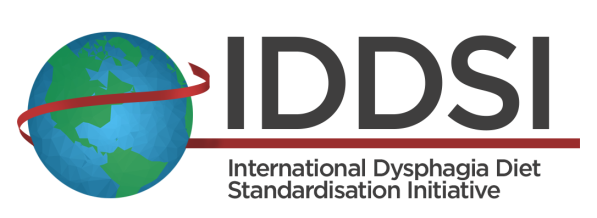 IDDSI
International Dysphagia Diet
Standardisation Initiative